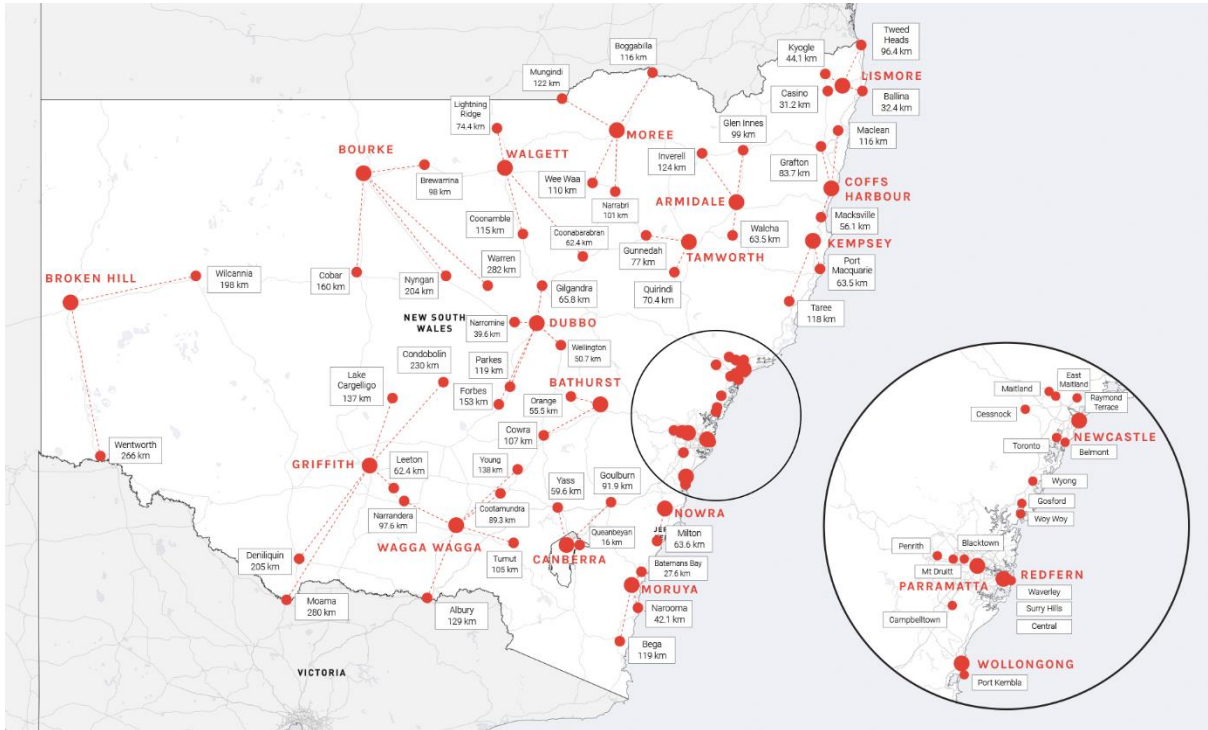 Tweed
Heads
96.4 km
Kyogle
44.1 km
LISMORE
Casino
31.2 km
Ballina
32.4 km
Boggabilla
116 km
Mungindi
122 km
Lightning
Ridge
74.4 km
MOREE
Glen Innes
99 km
Maclean
116 km
BOURKE
WALGETT
Inverell
124 km
Grafton
83.7 km
Brewarrina
98 km
Wee Waa
110 km
Narrabri
101 km
ARMIDALE
COFFS
HARBOUR
Coonamble
115 km
Coonabarabran
62.4 km
Walcha
63.5 km
Macksville
56.1 km
Gunnedah
77 km
TAMWORTH
KEMPSEY
Warren
282 km
Port
Macquarie
63.5 km
BROKEN HILL
Wilcannia
198 km
Cobar
160 km
Nyngan
204 km
Gilgandra
65.8 km
Quirindi
70.4 km
Taree
118 km
NEW SOUTH
WALES
Narromine
39.6 km
DUBBO
Wellington
50.7 km
Condobolin
230 km
Parkes
119 km
Lake
Cargelligo
137 km
Forbes
153 km
BATHURST
Orange
55.5 km
Cowra
107 km
Wentworth
266 km
GRIFFITH
Leeton
62.4 km
Young
138 km
Yass
59.6 km
Goulburn
91.9 km
Narrandera
97.6 km
Cootamundra
89.3 km
NOWRA
WAGGA WAGGA
Queanbeyan
16 km
Milton
63.6 km
CANBERRA
Tumut
105 km
Deniliquin
205 km
Batemans Bay
27.6 km
MORUYA
Moama
280 km
Albury
129 km
Narooma
42.1 km
Bega
119 km
VICTORIA
East
Maitland
Maitland
Raymond
Terrace
Cessnock
NEWCASTLE
Toronto
Belmont
Wyong
Gosford
Woy Woy
Penrith
Blacktown
Mt Druitt
REDFERN
PARRAMATTA
Waverley
Surry Hills
Campbelltown
Central
WOLLONGONG
Port Kembla